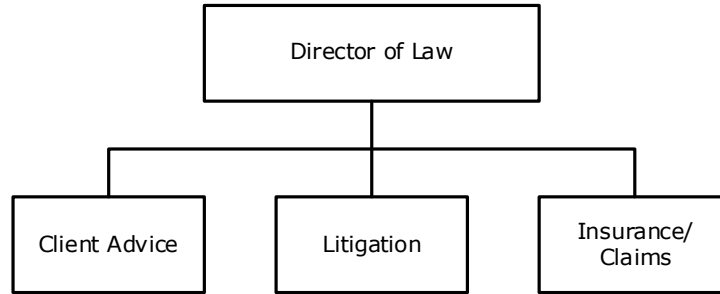 Director of Law
Client Advice
Litigation
Insurance/
Claims